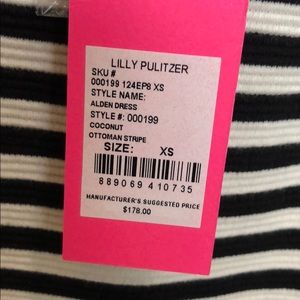 LILLY PULITZER
SKU #
000199 124EP8 XS
STYLE NAME:
ALDEN DRESS
STYLE #: 000199
COCONUT
OTTOMAN STRIPE
SIZE: XS
889069 410735
MANUFACTURER'S SUGGESTED PRICE
$178.00